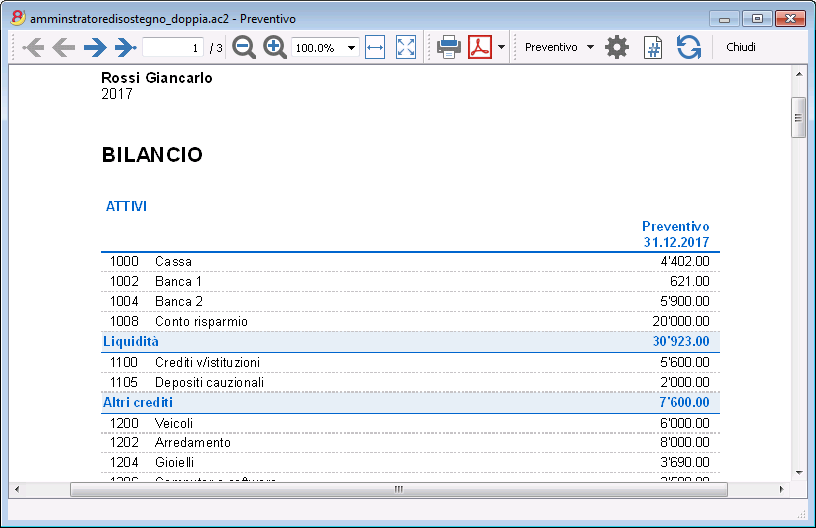 amminstratoredisostegno_doppia.ac2 - Preventivo
1 / 3 100.0% Preventivo # Chiudi
Rossi Giancarlo
2017
BILANCIO
ATTIVI
Preventivo
31.12.2017
1000 Cassa 4'402.00
1002 Banca 1 621.00
1004 Banca 2 5'900.00
1008 Conto risparmio 20'000.00
Liquidità 30'923.00
1100 Crediti v/istituzioni 5'600.00
1105 Depositi cauzionali 2'000.00
Altri crediti 7'600.00
1200 Veicoli 6'000.00
1202 Arredamento 8'000.00
1204 Gioielli 3'690.00